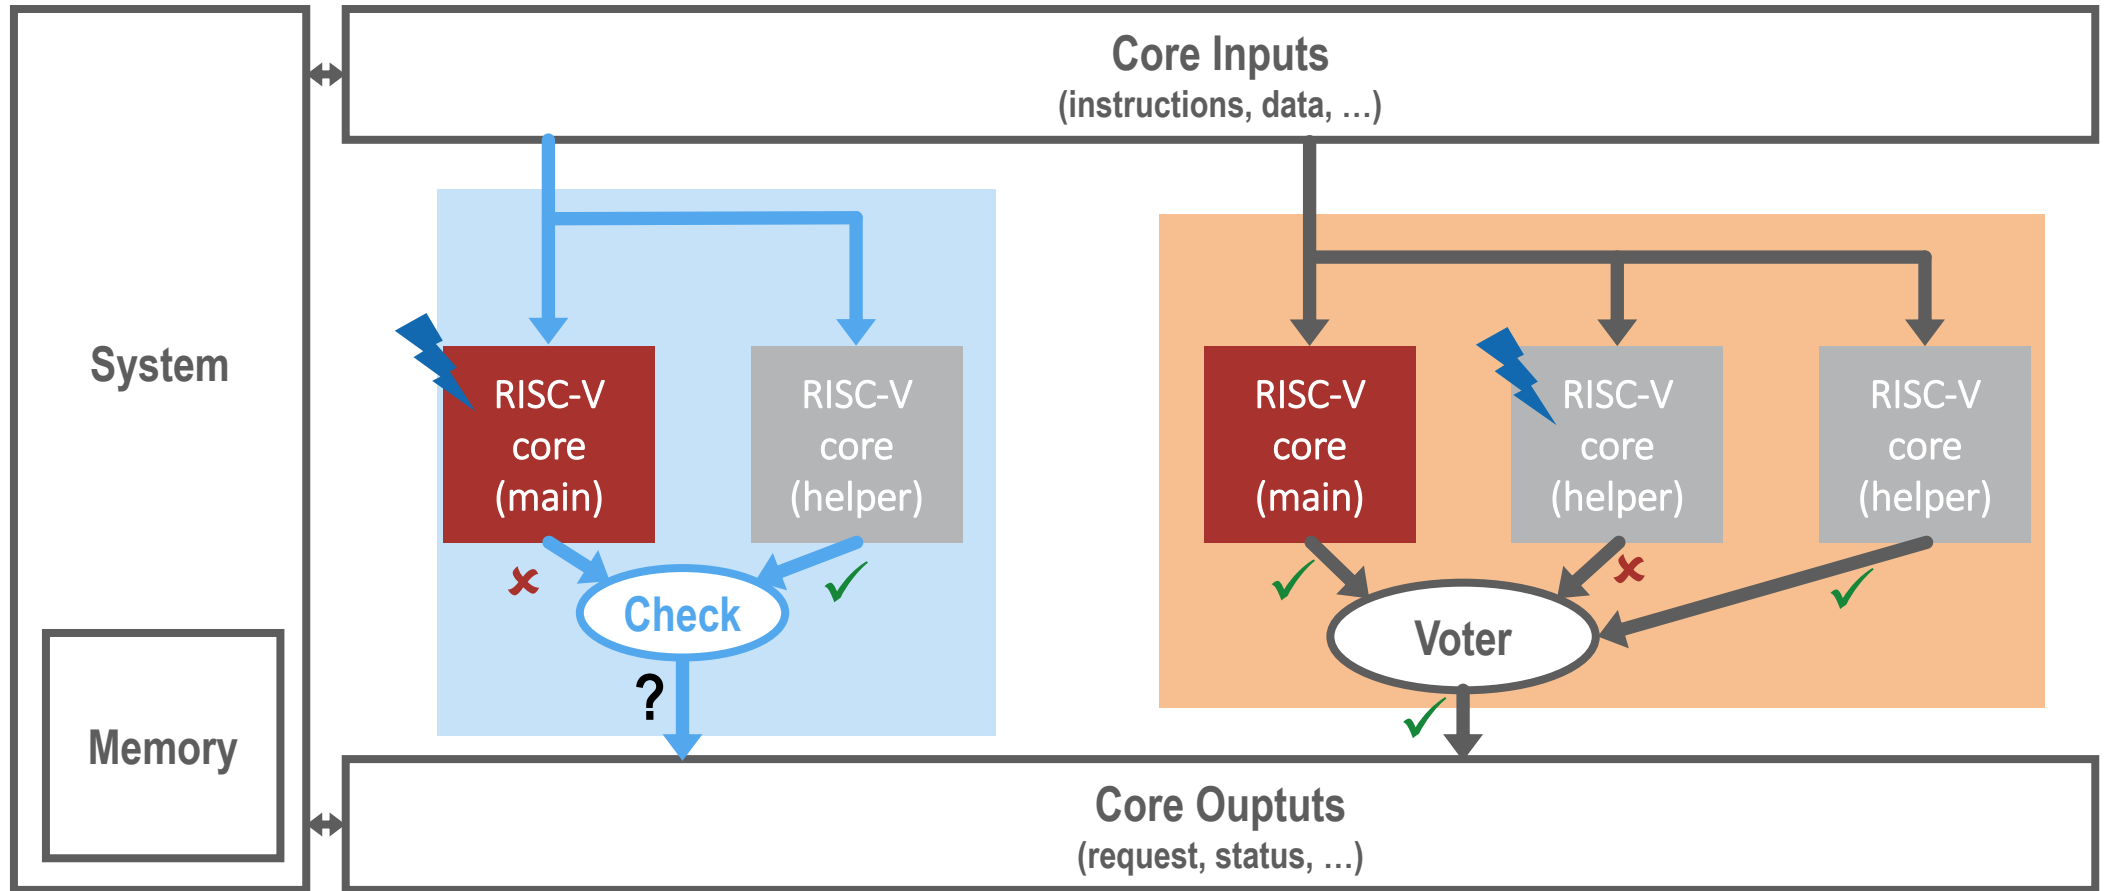 Core Inputs
(instructions, data, …)
System
RISC-V
core
(main)
RISC-V
core
(helper)
RISC-V
core
(main)
RISC-V
core
(helper)
RISC-V
core
(helper)
Check
?
Voter
Memory
Core Ouptuts
(request, status, …)